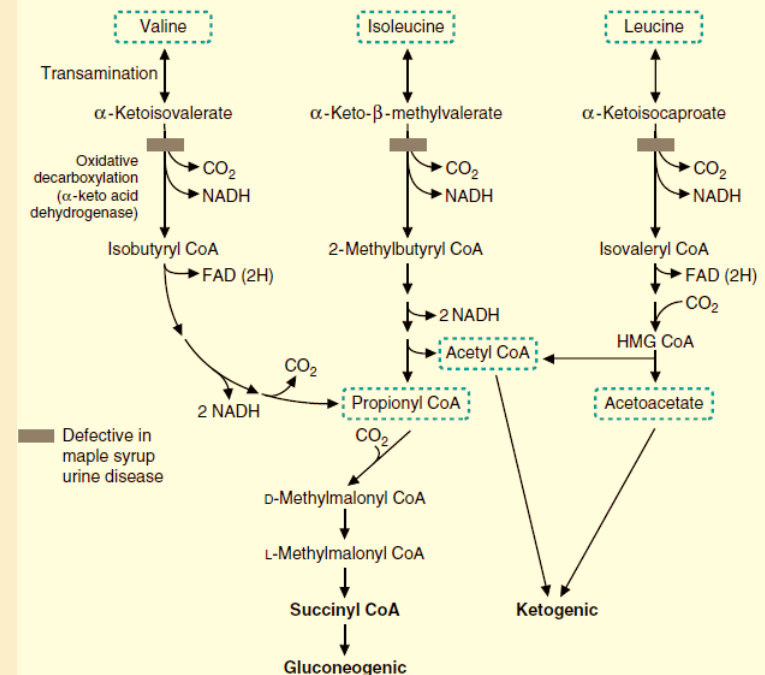 Valine
Isoleucine
Leucine
Transamination
α-Ketoisovalerate
α-Keto-β-methylvalerate
α-Ketoisocaproate
Oxidative
decarboxylation
(α-keto acid
dehydrogenase)
CO2
NADH
CO2
NADH
CO2
NADH
Isobutyryl CoA
2-Methylbutyryl CoA
Isovaleryl CoA
FAD (2H)
FAD (2H)
CO2
2 NADH
HMG CoA
Acetyl CoA
CO2
2 NADH
Propionyl CoA
Acetoacetate
Defective in
maple syrup
urine disease
CO2
D-Methylmalonyl CoA
L-Methylmalonyl CoA
Succinyl CoA
Ketogenic
Gluconeogenic